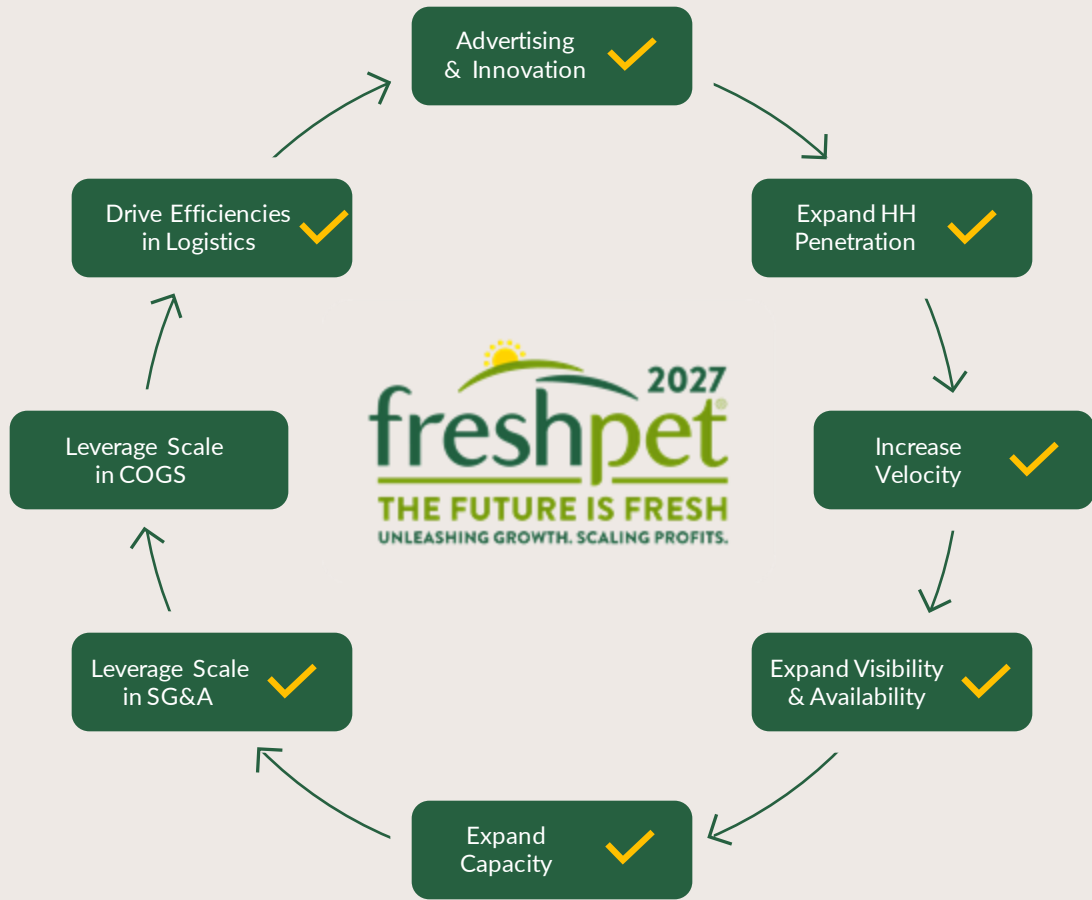 Advertising
& Innovation
Expand HH
Penetration
Increase
Velocity
Expand Visibility
& Availability
Expand
Capacity
Leverage Scale
in SG&A
Leverage Scale
in COGS
Drive Efficiencies
in Logistics
2027
freshpet®
THE FUTURE IS FRESH
UNLEASHING GROWTH. SCALING PROFITS.